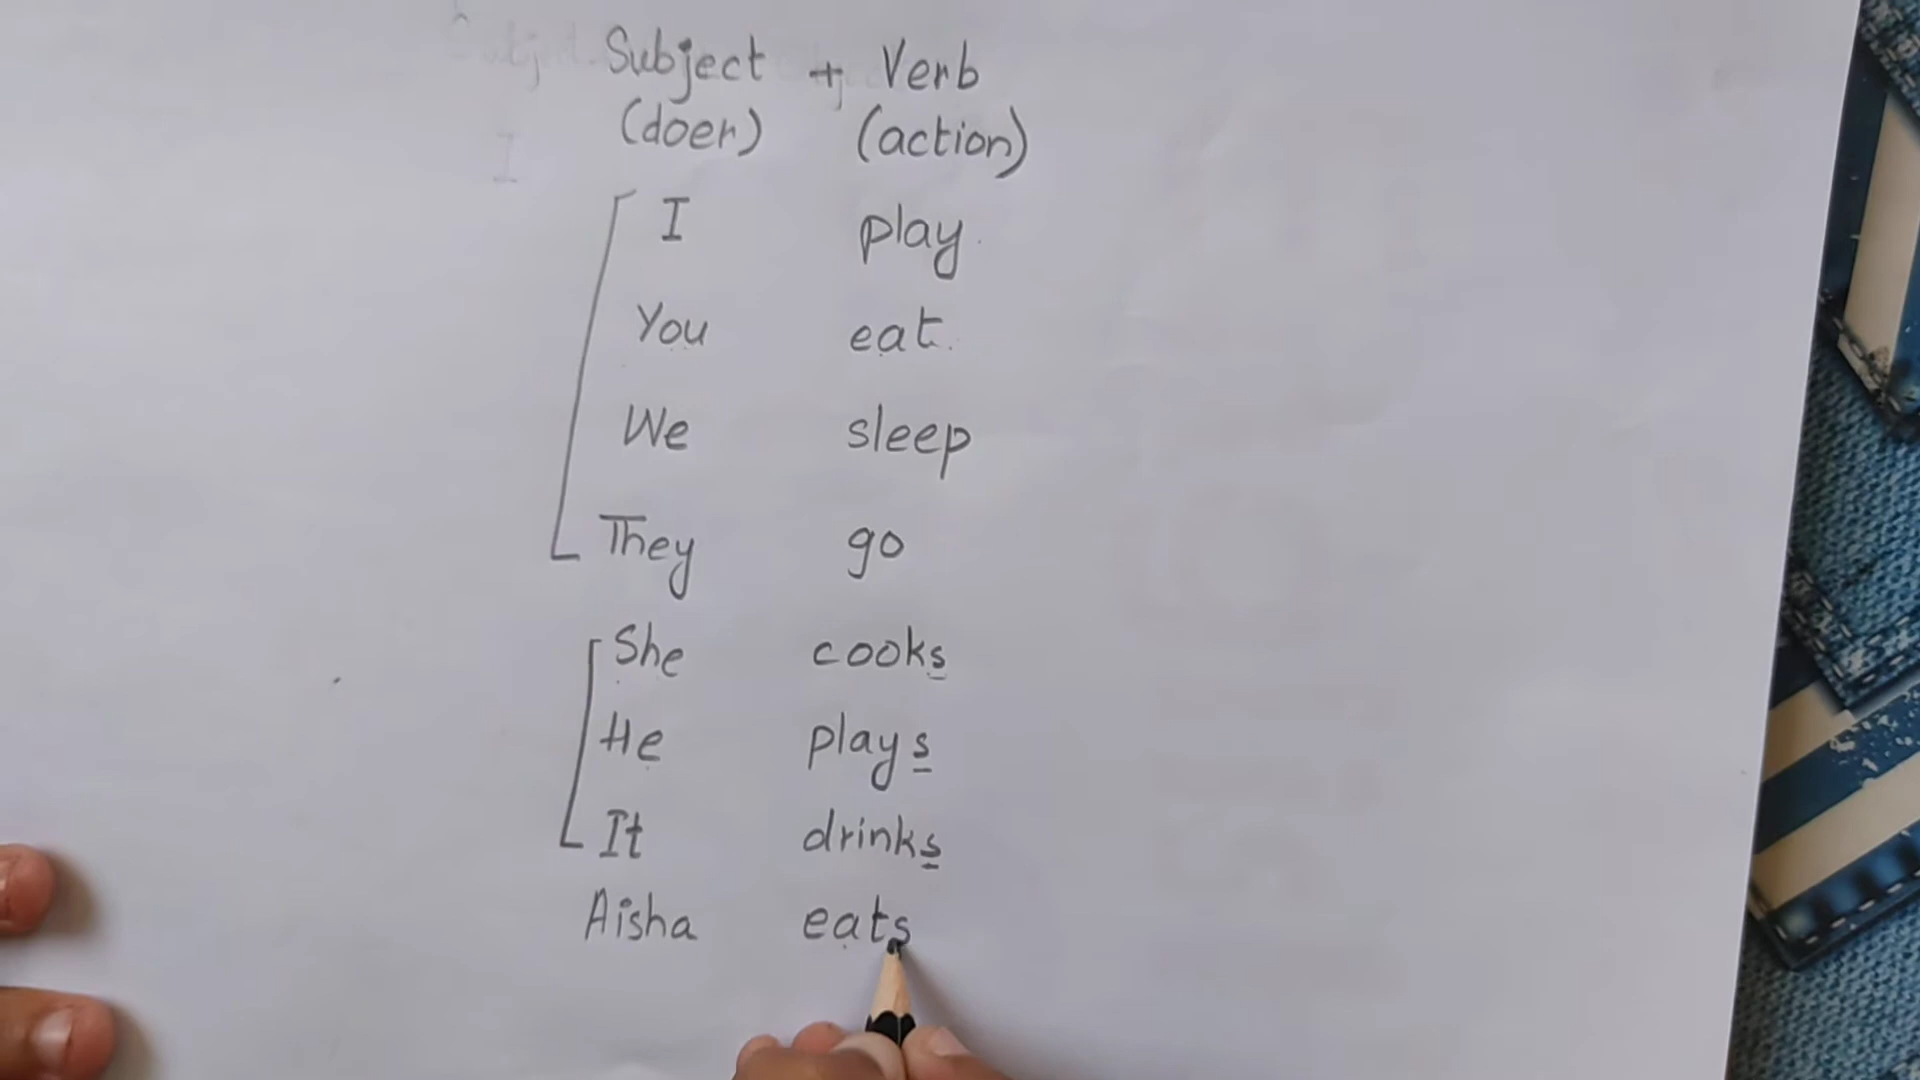 Subject + Verb
(doer) (action)
I play
You eat.
We sleep
They go
She cooks
He plays
It drinks
Aisha eats